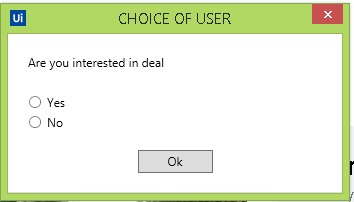 Ui CHOICE OF USER
Are you interested in deal
Yes
No
Ok